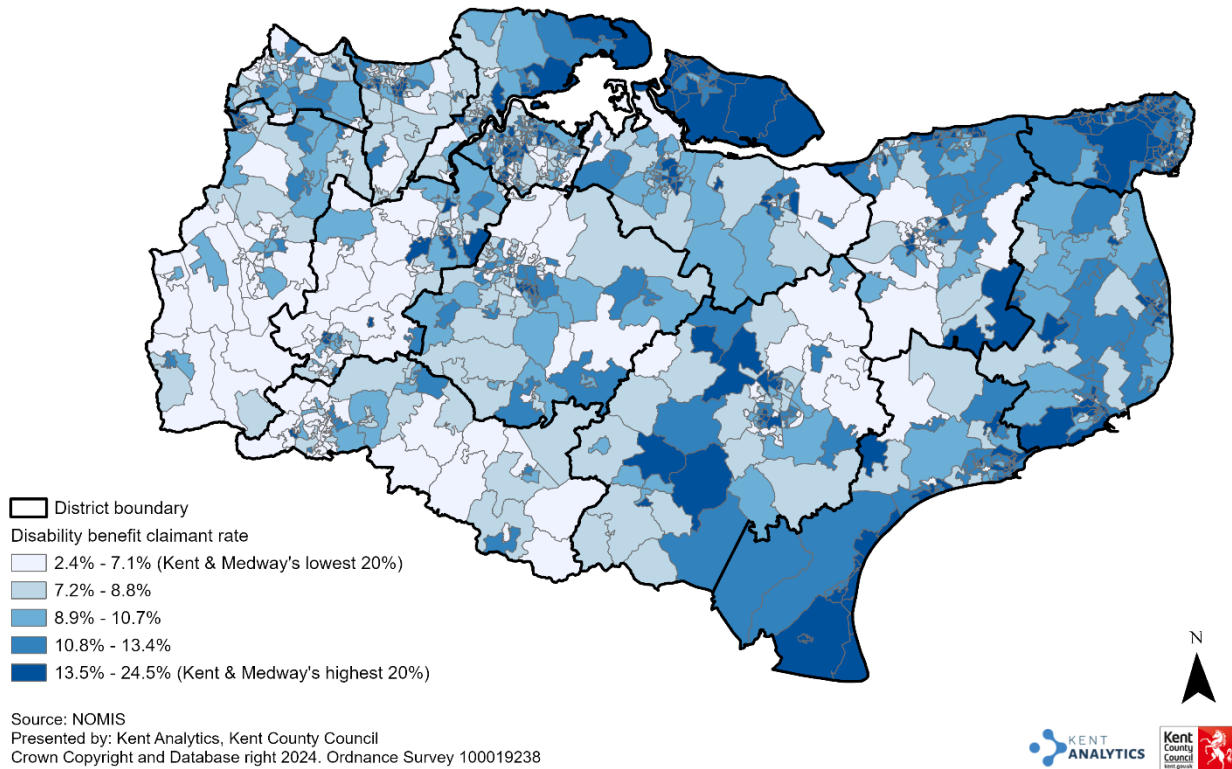 District boundary
Disability benefit claimant rate
2.4% - 7.1% (Kent & Medway's lowest 20%)
7.2% - 8.8%
8.9% - 10.7%
10.8% - 13.4%
13.5% - 24.5% (Kent & Medway's highest 20%)
N
Source: NOMIS
Presented by: Kent Analytics, Kent County Council
Crown Copyright and Database right 2024. Ordnance Survey 100019238
KENT
ANALYTICS
Kent
County
Council
kent.gov.uk